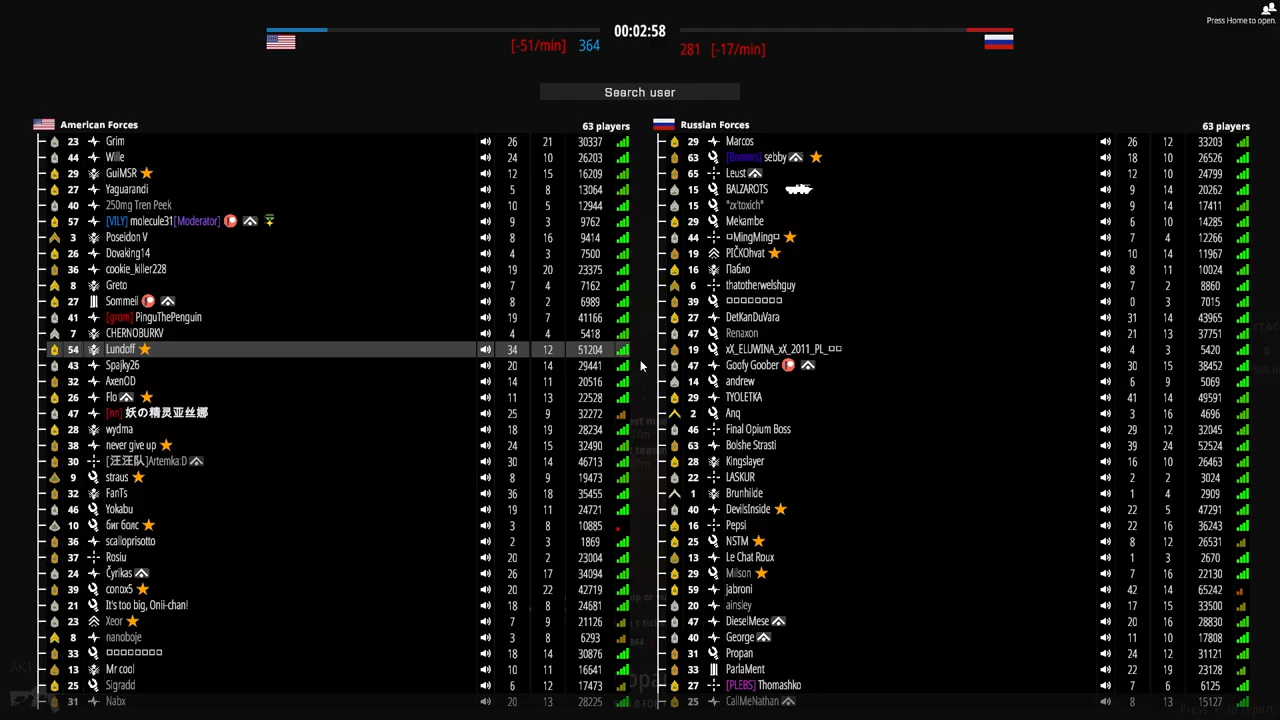 Press Home to open.
00:02:58
[-51/min] 364
281 [-17/min]
Search user
American Forces 63 players
23 Grim 26 21 30337
44 Wille 24 10 26203
29 GuiMSR 12 15 16209
27 Yaguarandi 5 8 13064
40 250mg Tren Peek 10 5 12944
57 [VILY] molecule31[Moderator] 9 3 9762
3 Poseidon V 8 16 9414
26 Dovaking14 4 3 7500
36 cookie_killer228 19 20 23375
8 Greto 7 4 7162
27 Sommeil 8 2 6989
41 [grom] PinguThePenguin 19 7 41166
7 CHERNOBURKV 4 4 5418
54 Lundoff 34 12 51204
43 Spajky26 20 14 29441
32 AxenOD 14 11 20516
26 Flo 11 13 22528
47 [nn] 妖の精灵亚丝娜 25 9 32272
28 wydma 18 19 28234
38 never give up 24 15 32490
30 [汪汪队]Artemka:D 30 14 46713
9 straus 8 9 19473
32 FanTs 36 18 35455
46 Yokabu 19 11 24721
10 биг болс 3 8 10885
36 scalloprisotto 2 3 1869
37 Rosiu 20 2 23004
24 Čyrikas 26 17 34094
39 conox5 20 22 42719
21 It's too big, Onii-chan! 18 8 24681
23 Xeor 7 9 21126
8 nanoboje 3 8 6293
33 □□□□□□□□ 18 14 30876
13 Mr cool 10 11 16641
25 Sigradd 6 12 17473
31 Nabx 20 13 28225
Russian Forces 63 players
29 Marcos 26 12 33203
63 [Boomrs] sebby 18 10 26526
65 Leust 12 10 24799
15 BALZAROTS 9 14 20262
15 "zx'toxich" 9 14 17411
29 Mekambe 6 10 14285
44 □MingMing□ 7 4 12266
19 PIČKOhvat 10 14 11967
16 Пабло 8 11 10024
6 thatotherwelshguy 7 2 8860
39 □□□□□□□□ 0 3 7015
27 DetKanDuVara 31 14 43965
47 Renaxon 21 13 37751
19 xX_ELUWINA_xX_2011_PL_□□ 4 3 5420
47 Goofy Goober 30 15 38452
14 andrew 6 9 5069
29 TYOLETKA 41 14 49591
2 Anq 3 16 4696
46 Final Opium Boss 29 19 32045
63 Bolshe Strasti 39 24 52524
28 Kingslayer 16 10 26463
22 LASKUR 2 2 3024
1 Brunhilde 1 4 2909
40 DevilsInside 22 5 47291
16 Pepsi 22 16 36243
25 NSTM 8 12 26531
13 Le Chat Roux 1 3 2670
29 Milson 7 16 22130
59 jabroni 42 14 65242
20 ainsley 17 15 33500
47 DieselMese 20 16 28830
40 George 11 10 17808
31 Propan 24 12 31121
33 ParlaMent 22 19 23128
27 [PLEBS] Thomashko 7 6 6125
25 CallMeNathan 8 13 15127